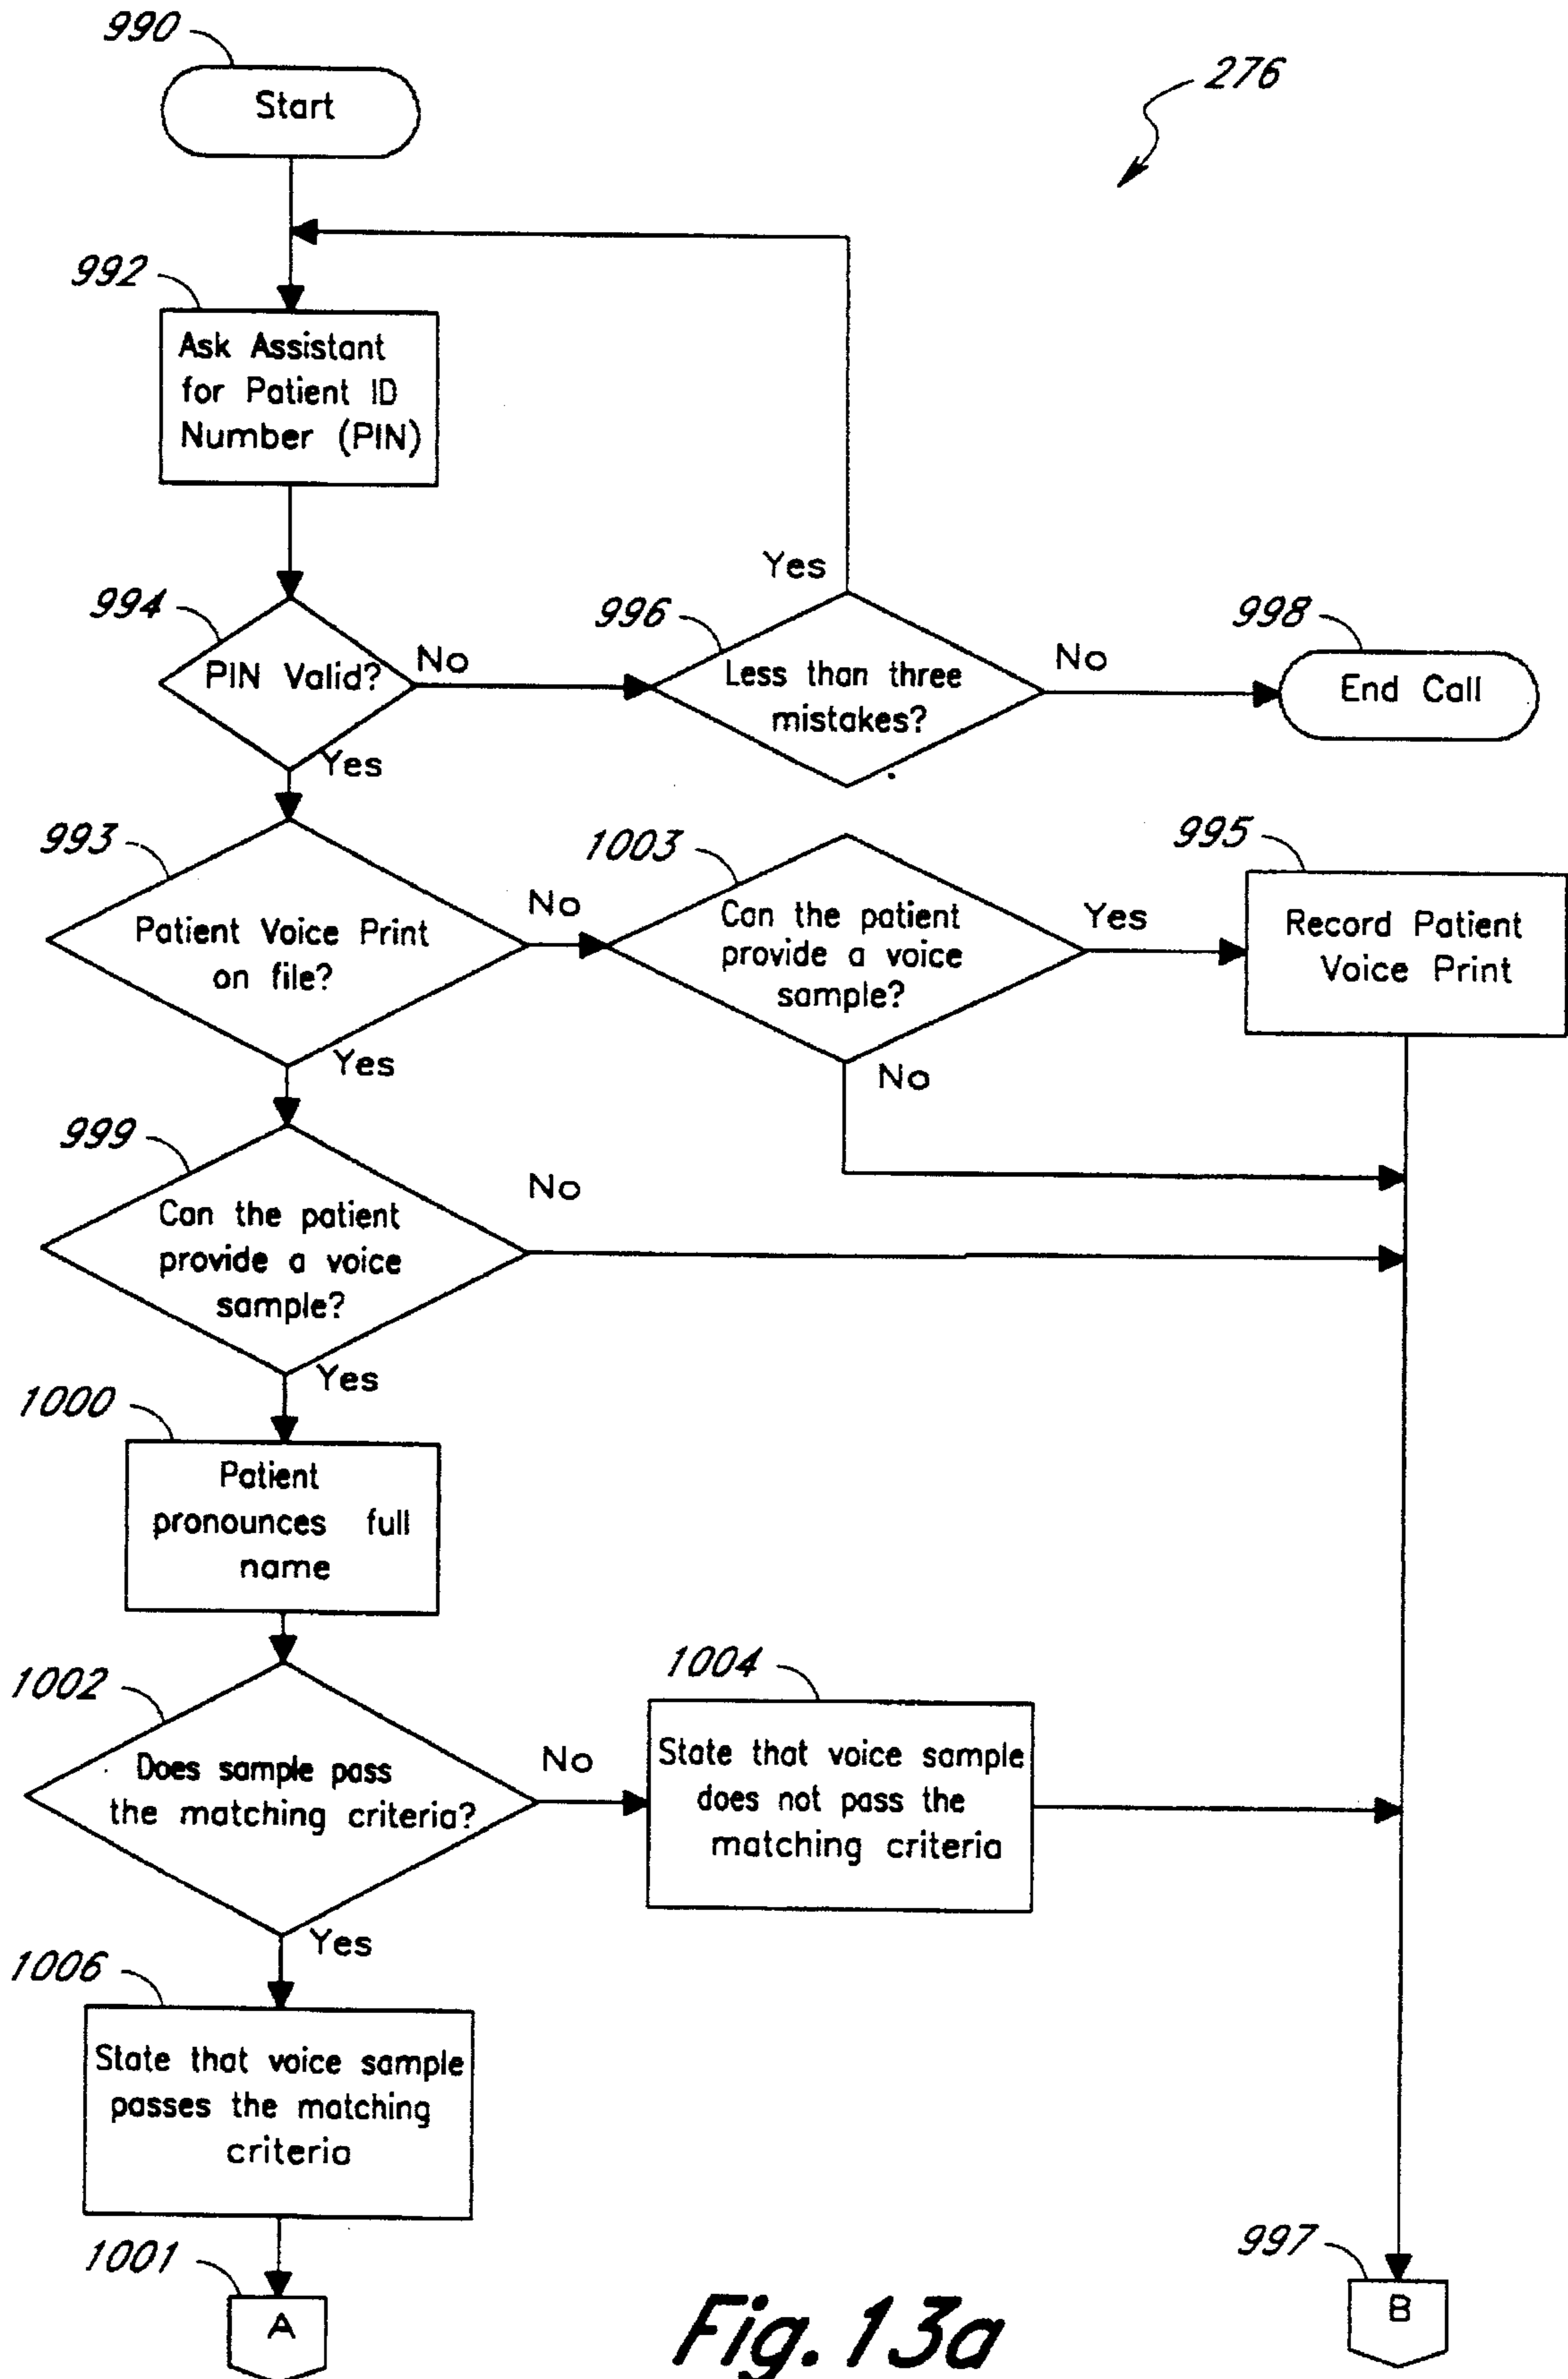 990
Start
276
992
Ask Assistant
for Patient ID
Number (PIN)
Yes
994
PIN Valid?
No
996
Less than three
mistakes?
No
998
End Call
Yes
993
Patient Voice Print
on file?
No
1003
Can the patient
provide a voice
sample?
Yes
995
Record Patient
Voice Print
Yes
No
999
Can the patient
provide a voice
sample?
No
Yes
1000
Patient
pronounces full
name
1002
Does sample pass
the matching criteria?
No
1004
State that voice sample
does not pass the
matching criteria
Yes
1006
State that voice sample
passes the matching
criteria
1001
A
997
B
Fig. 13a